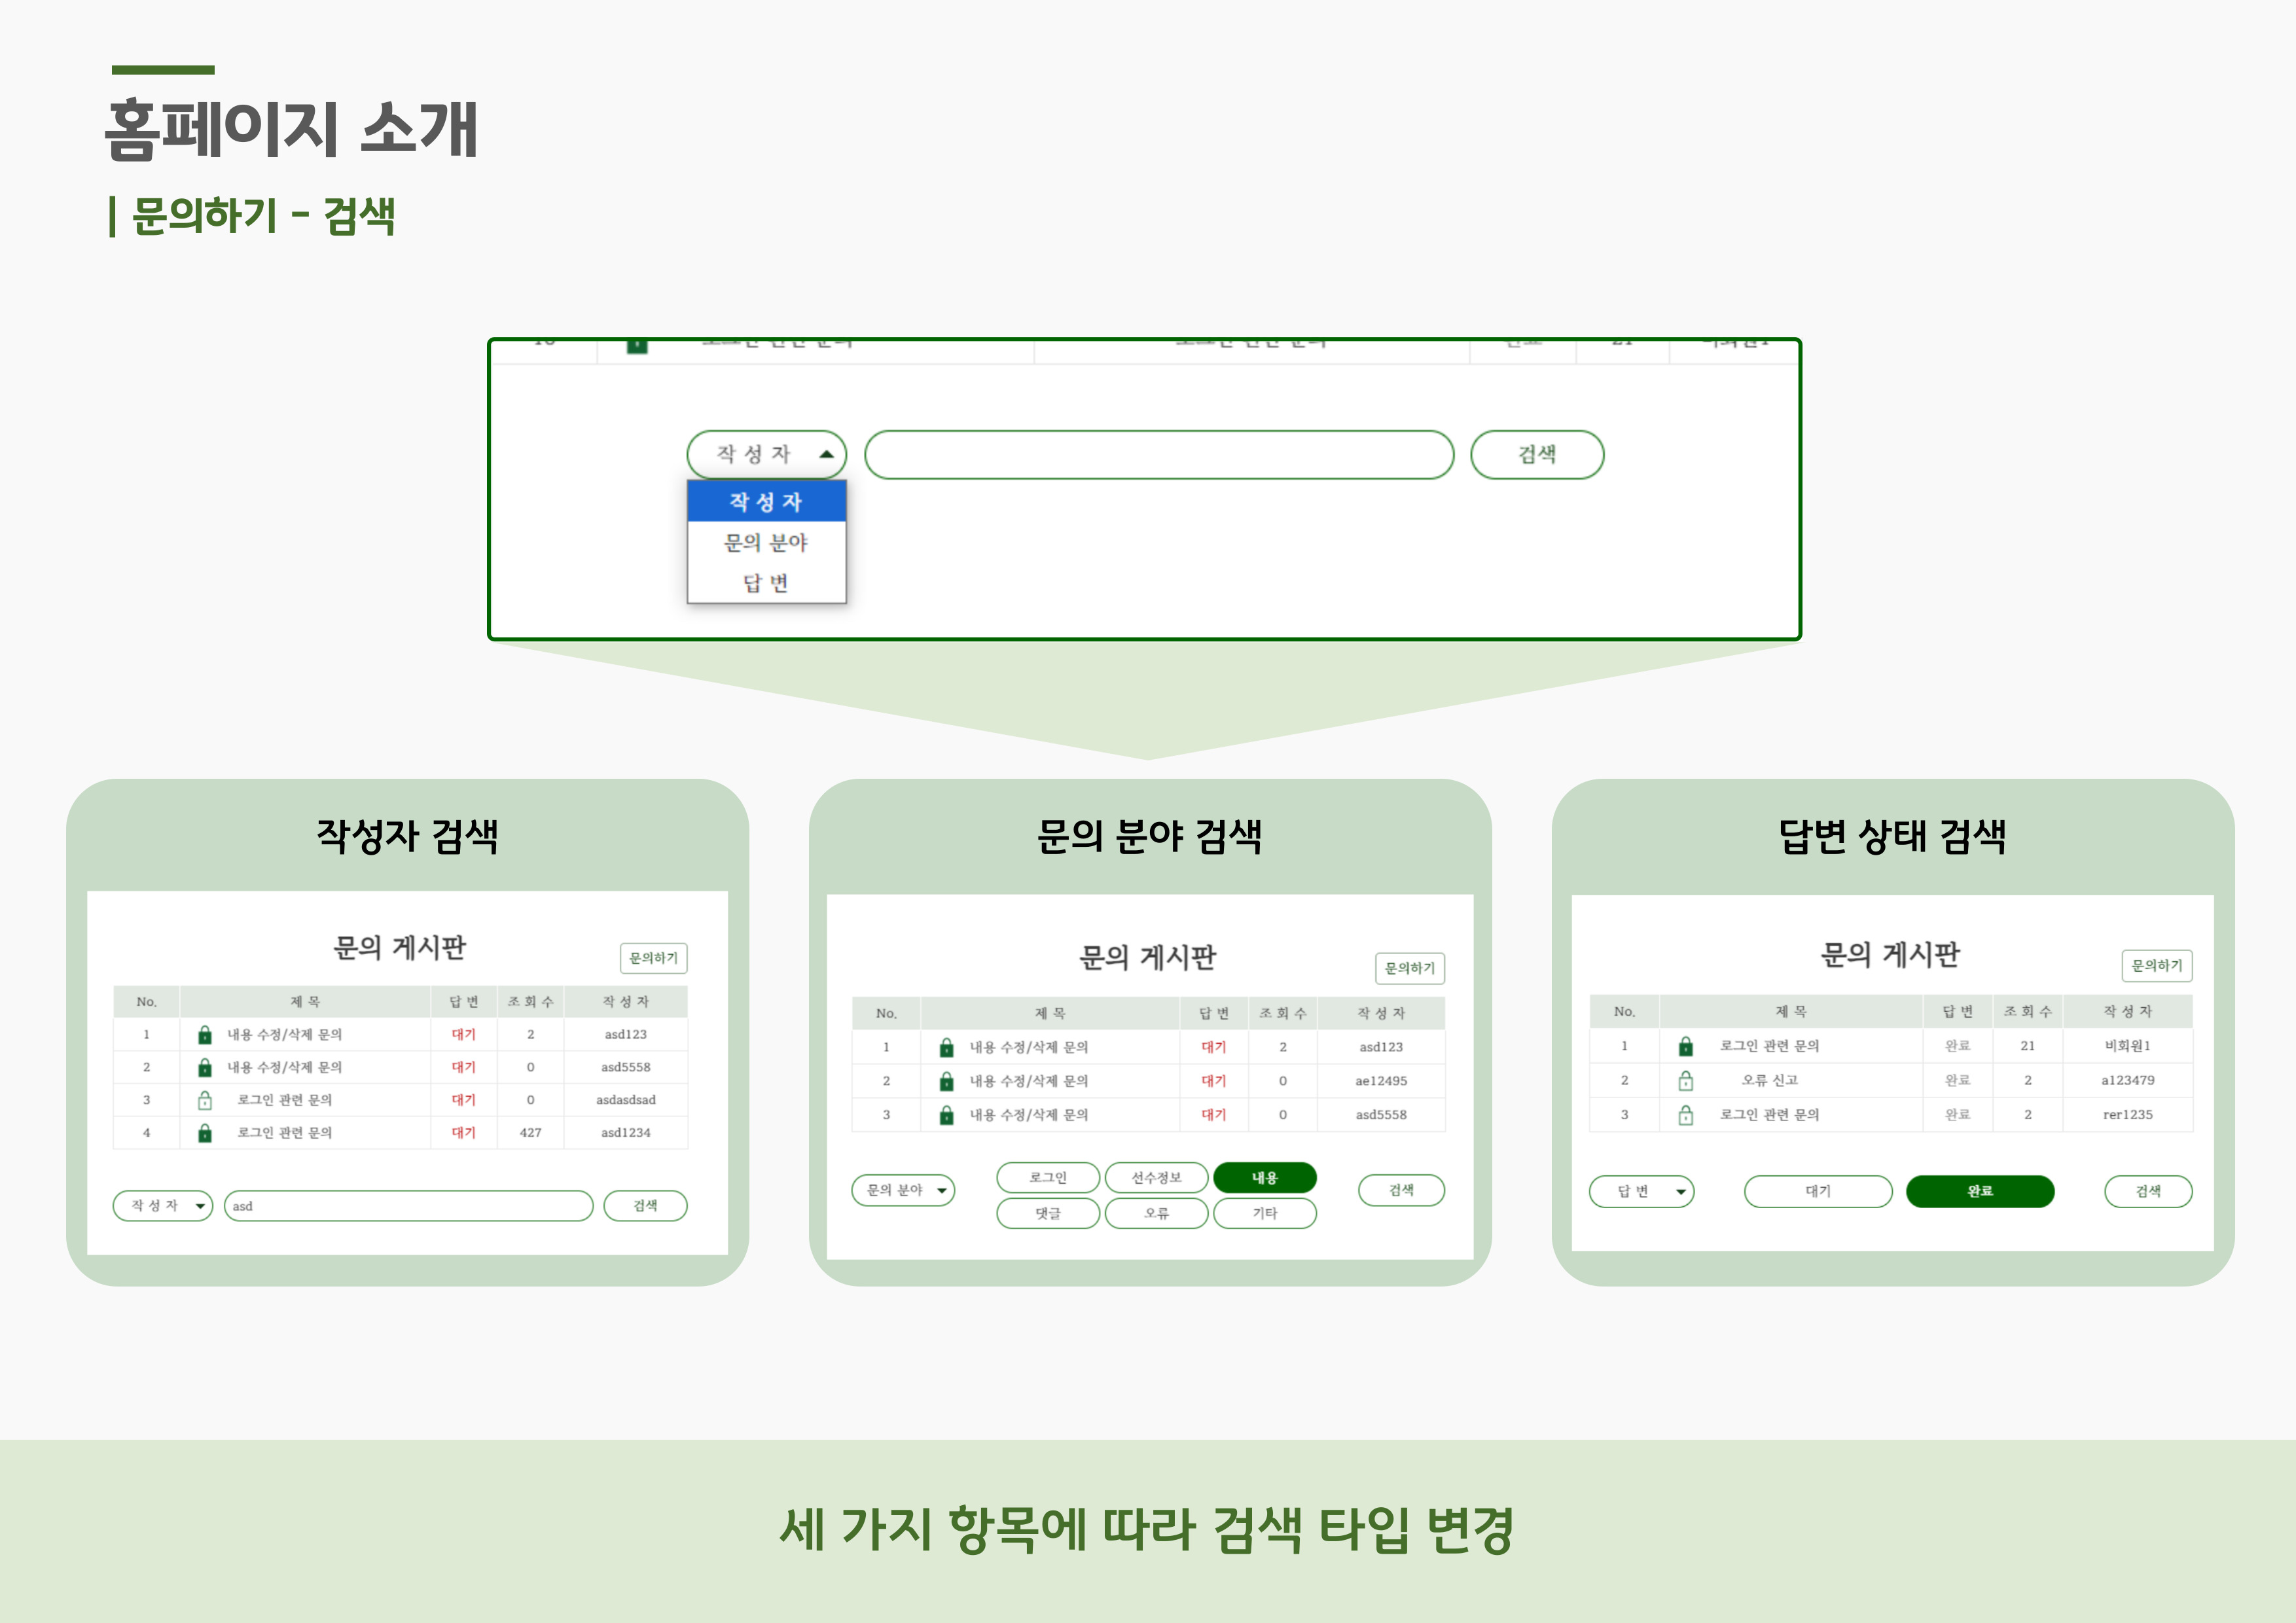 홈페이지 소개
| 문의하기 - 검색
작 성 자 검색
작 성 자
문의 분야
답 변
작성자 검색
문의 게시판
문의하기
No. 제 목 답 변 조 회 수 작 성 자
1 내용 수정/삭제 문의 대기 2 asd123
2 내용 수정/삭제 문의 대기 0 asd5558
3 로그인 관련 문의 대기 0 asdasdsad
4 로그인 관련 문의 대기 427 asd1234
작 성 자 asd 검색
문의 분야 검색
문의 게시판
문의하기
No. 제 목 답 변 조 회 수 작 성 자
1 내용 수정/삭제 문의 대기 2 asd123
2 내용 수정/삭제 문의 대기 0 ae12495
3 내용 수정/삭제 문의 대기 0 asd5558
로그인 선수정보 내용
문의 분야 검색
댓글 오류 기타
답변 상태 검색
문의 게시판
문의하기
No. 제 목 답 변 조 회 수 작 성 자
1 로그인 관련 문의 완료 21 비회원1
2 오류 신고 완료 2 a123479
3 로그인 관련 문의 완료 2 rer1235
답 변 대기 완료 검색
세 가지 항목에 따라 검색 타입 변경